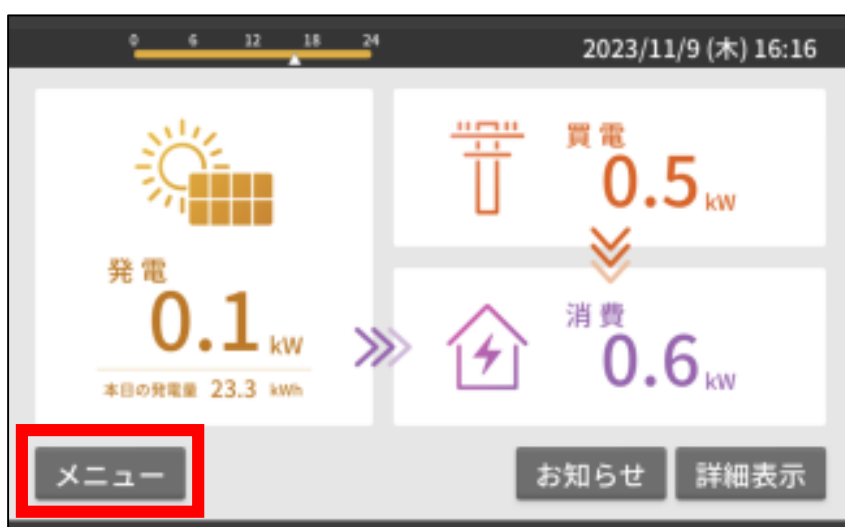 0 6 12 18 24
2023/11/9 (木) 16:16
発電
0.1 kW
本日の発電量 23.3 kWh
買電
0.5 kW
消費
0.6 kW
メニュー
お知らせ
詳細表示